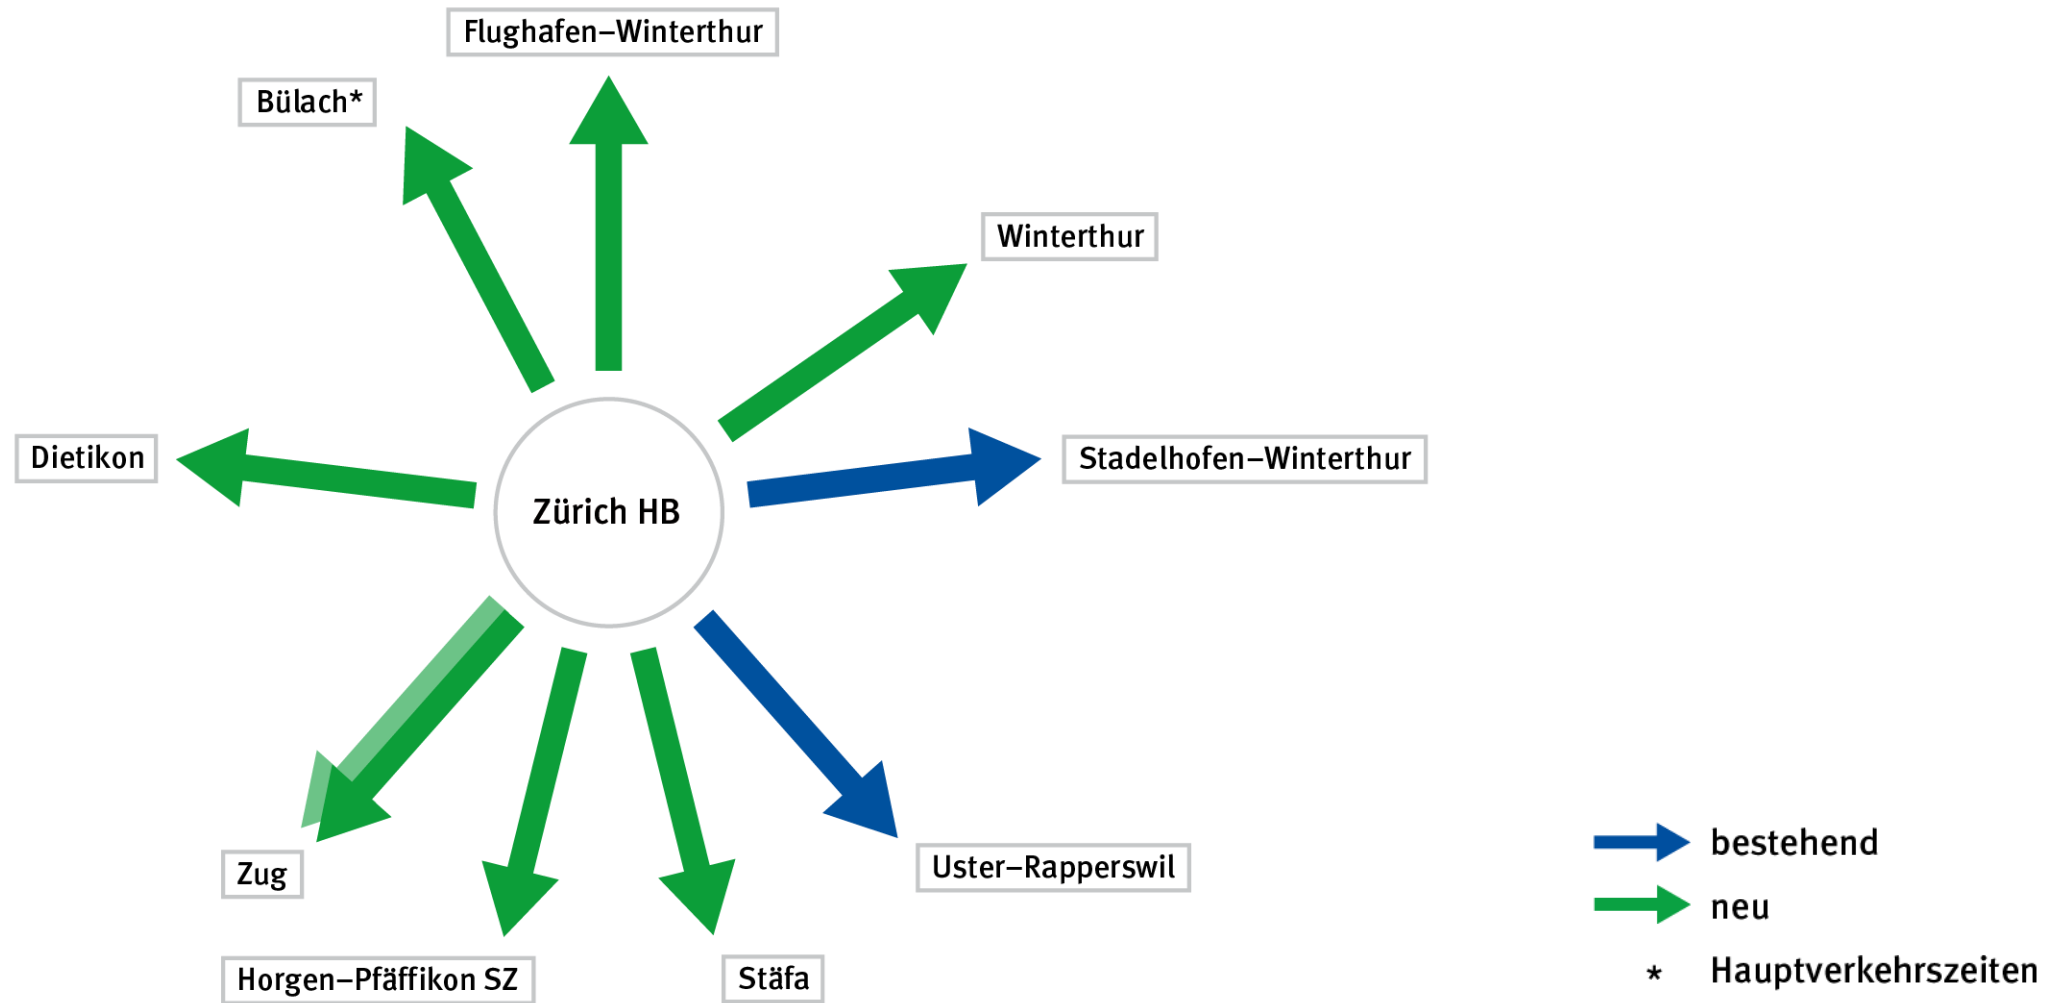 Flughafen–Winterthur
Bülach*
Winterthur
Dietikon
Stadelhofen–Winterthur
Zürich HB
Zug
Uster–Rapperswil
Horgen–Pfäffikon SZ
Stäfa
bestehend
neu
* Hauptverkehrszeiten